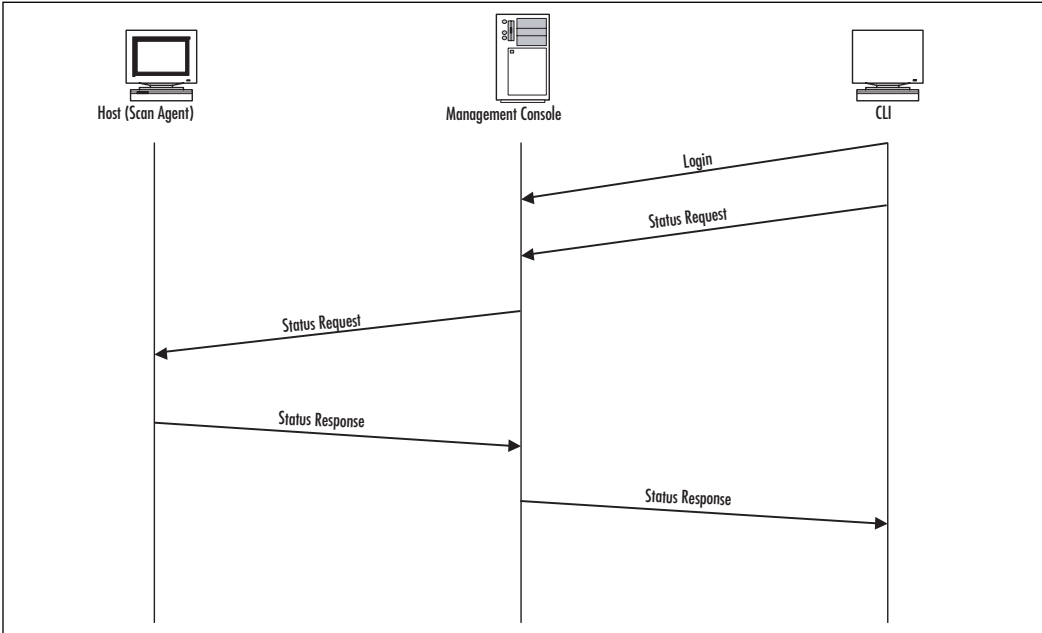 Host (Scan Agent)
Management Console
CLI
Login
Status Request
Status Request
Status Response
Status Response